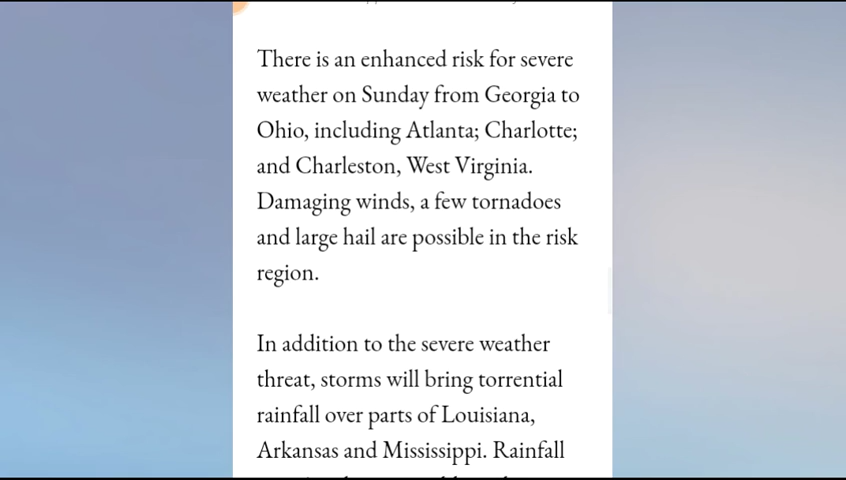 There is an enhanced risk for severe
weather on Sunday from Georgia to
Ohio, including Atlanta; Charlotte;
and Charleston, West Virginia.
Damaging winds, a few tornadoes
and large hail are possible in the risk
region.
In addition to the severe weather
threat, storms will bring torrential
rainfall over parts of Louisiana,
Arkansas and Mississippi. Rainfall